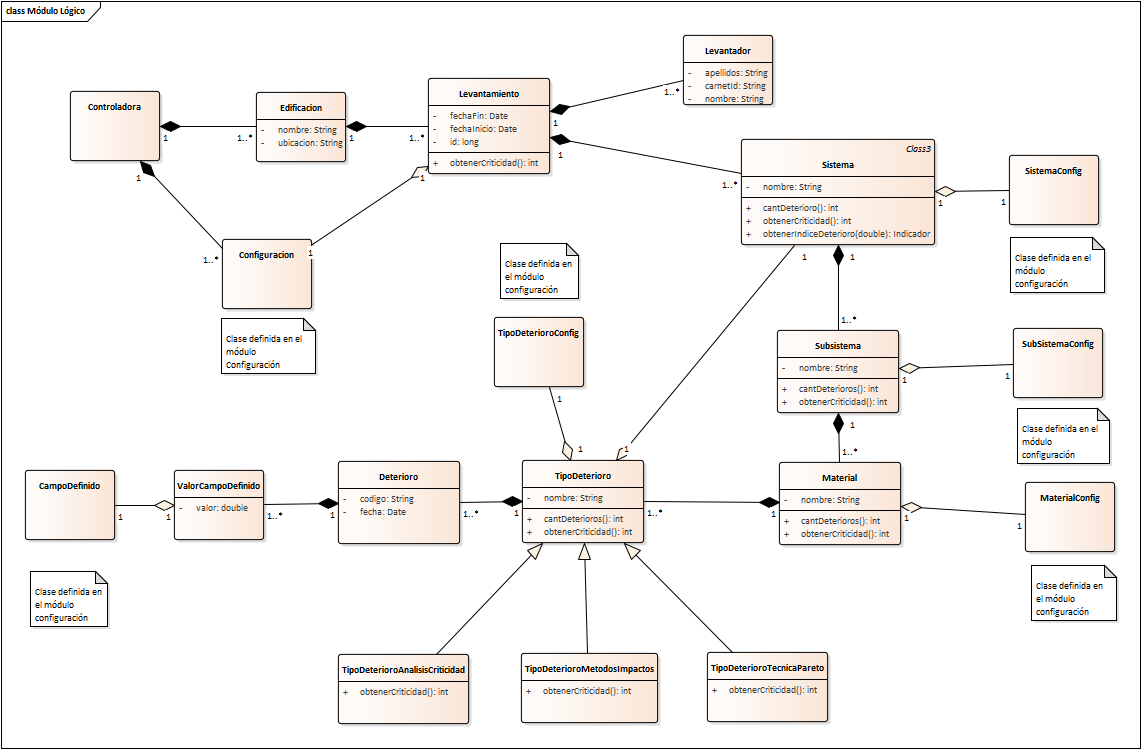 class Módulo Lógico
Levantador
- apellidos: String
- carnetId: String
- nombre: String
1..*
Controladora
1
1
Edificacion
- nombre: String
- ubicacion: String
1..*
1
Levantamiento
- fechaFin: Date
- fechaInicio: Date
- id: long
+ obtenerCriticidad(): int
1..*
1
1
1
Class3
Sistema
- nombre: String
+ cantDeterioro(): int
+ obtenerCriticidad(): int
+ obtenerIndiceDeterioro(double): Indicador
1..*
1
1
1
SistemaConfig
1
Clase definida en el
módulo
configuración
Configuracion
1..*
1
Clase definida en el
módulo
Configuración
Clase definida en
el módulo
configuración
TipoDeterioroConfig
1
Subsistema
- nombre: String
+ cantDeterioros(): int
+ obtenerCriticidad(): int
1..*
1
1
SubSistemaConfig
1
Clase definida en el
módulo
configuración
CampoDefinido
1
ValorCampoDefinido
- valor: double
1
1..*
Deterioro
- codigo: String
- fecha: Date
1
1..*
TipoDeterioro
- nombre: String
+ cantDeterioros(): int
+ obtenerCriticidad(): int
1
1
1
1..*
Material
- nombre: String
+ cantDeterioros(): int
+ obtenerCriticidad(): int
1..*
1
1
MaterialConfig
1
Clase definida en
el módulo
configuración
Clase definida en el
módulo
configuración
TipoDeterioroAnalisisCriticidad
+ obtenerCriticidad(): int
TipoDeterioroMetodosImpactos
+ obtenerCriticidad(): int
TipoDeterioroTecnicaPareto
+ obtenerCriticidad(): int